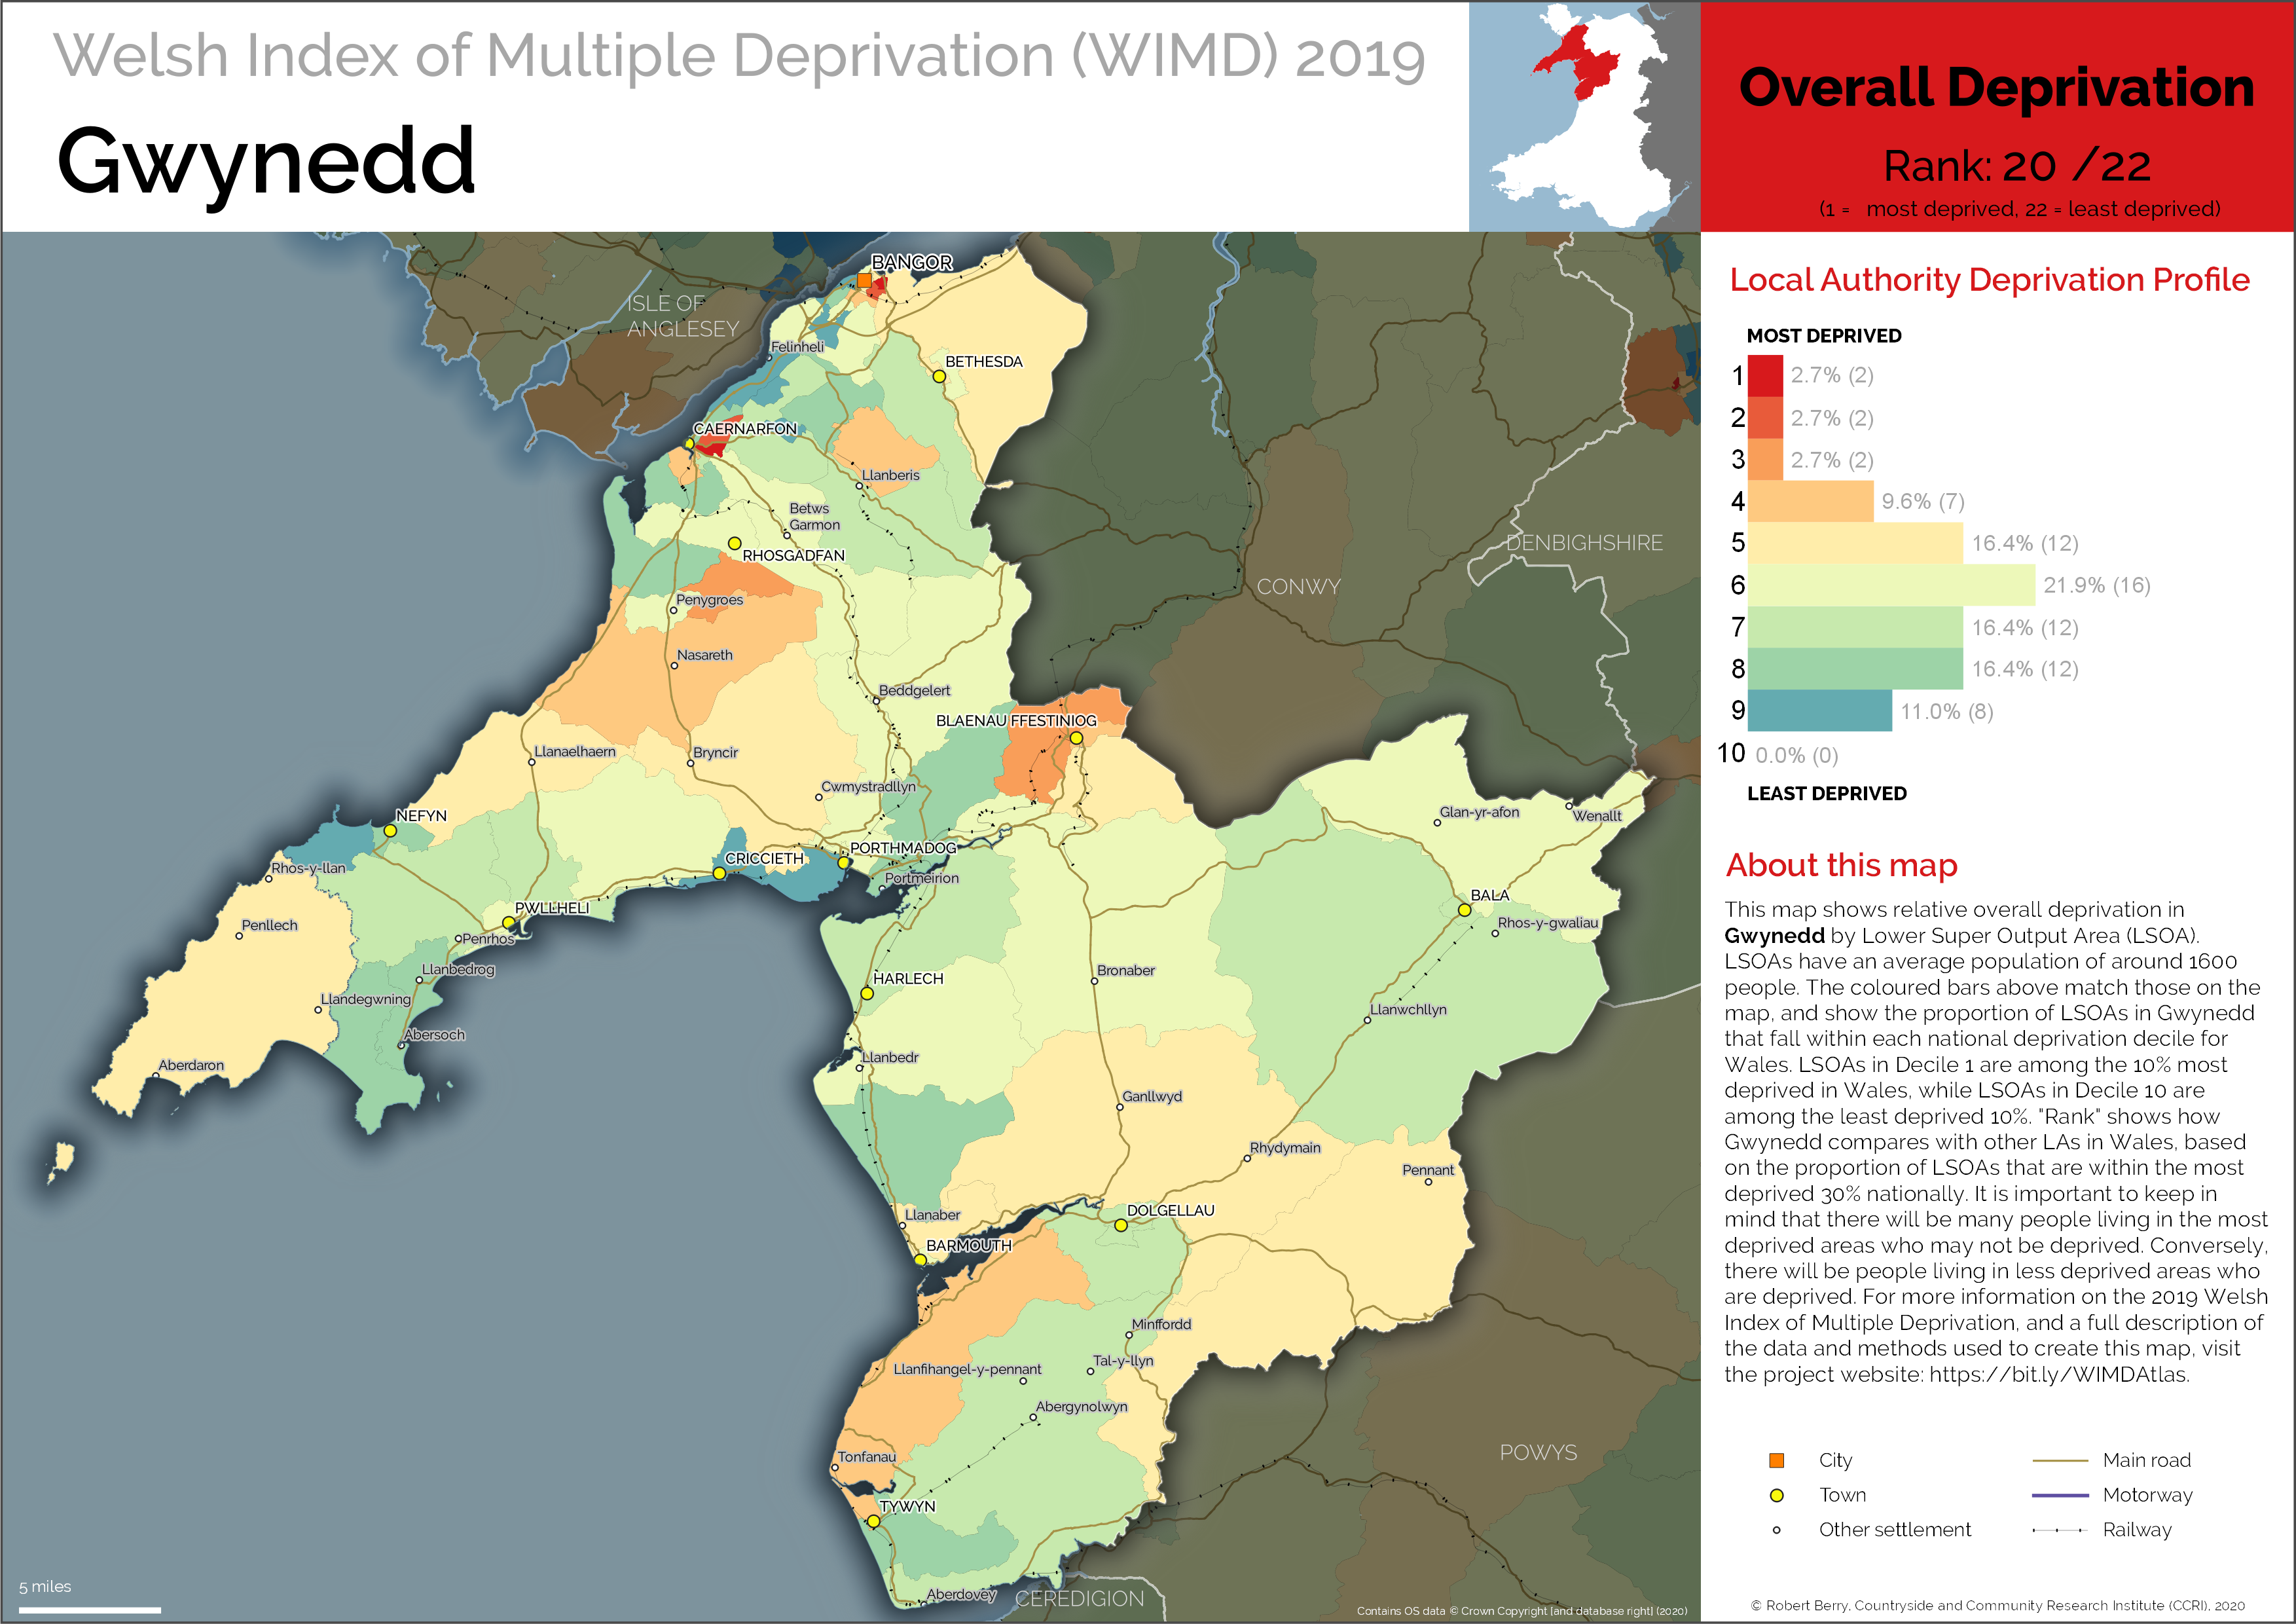 Welsh Index of Multiple Deprivation (WIMD) 2019
Gwynedd
Overall Deprivation
Rank: 20 /22
(1 = most deprived, 22 = least deprived)
Local Authority Deprivation Profile
MOST DEPRIVED
1 2.7% (2)
2 2.7% (2)
3 2.7% (2)
4 9.6% (7)
5 16.4% (12)
6 21.9% (16)
7 16.4% (12)
8 16.4% (12)
9 11.0% (8)
10 0.0% (0)
LEAST DEPRIVED
About this map
This map shows relative overall deprivation in
Gwynedd by Lower Super Output Area (LSOA).
LSOAs have an average population of around 1600
people. The coloured bars above match those on the
map, and show the proportion of LSOAs in Gwynedd
that fall within each national deprivation decile for
Wales. LSOAs in Decile 1 are among the 10% most
deprived in Wales, while LSOAs in Decile 10 are
among the least deprived 10%. "Rank" shows how
Gwynedd compares with other LAs in Wales, based
on the proportion of LSOAs that are within the most
deprived 30% nationally. It is important to keep in
mind that there will be many people living in the most
deprived areas who may not be deprived. Conversely,
there will be people living in less deprived areas who
are deprived. For more information on the 2019 Welsh
Index of Multiple Deprivation, and a full description of
the data and methods used to create this map, visit
the project website: https://bit.ly/WIMDAtlas.
City
Main road
Town
Motorway
Other settlement
Railway
© Robert Berry, Countryside and Community Research Institute (CCRI), 2020
BANGOR
ISLE OF
ANGLESEY
Felinheli
BETHESDA
CAERNARFON
Llanberis
Betws
Garmon
RHOSGADFAN
DENBIGHSHIRE
CONWY
Penygroes
Nasareth
Beddgelert
BLAENAU FFESTINIOG
Llanaelhaern
Bryncir
Cwmystradllyn
NEFYN
Glan-yr-afon
Wenallt
CRICCIETH
PORTHMADOG
Rhos-y-llan
Portmeirion
BALA
PWLLHELI
Rhos-y-gwaliau
Penllech
Penrhos
Llanbedrog
Bronaber
HARLECH
Llandegwning
Llanwchllyn
Abersoch
Llanbedr
Aberdaron
Ganllwyd
Rhydymain
Pennant
DOLGELLAU
Llanaber
BARMOUTH
Minffordd
Tal-y-llyn
Llanfihangel-y-pennant
Abergynolwyn
Tonfanau
POWYS
TYWYN
Aberdovey
CEREDIGION
5 miles
Contains OS data © Crown Copyright [and database right] (2020)